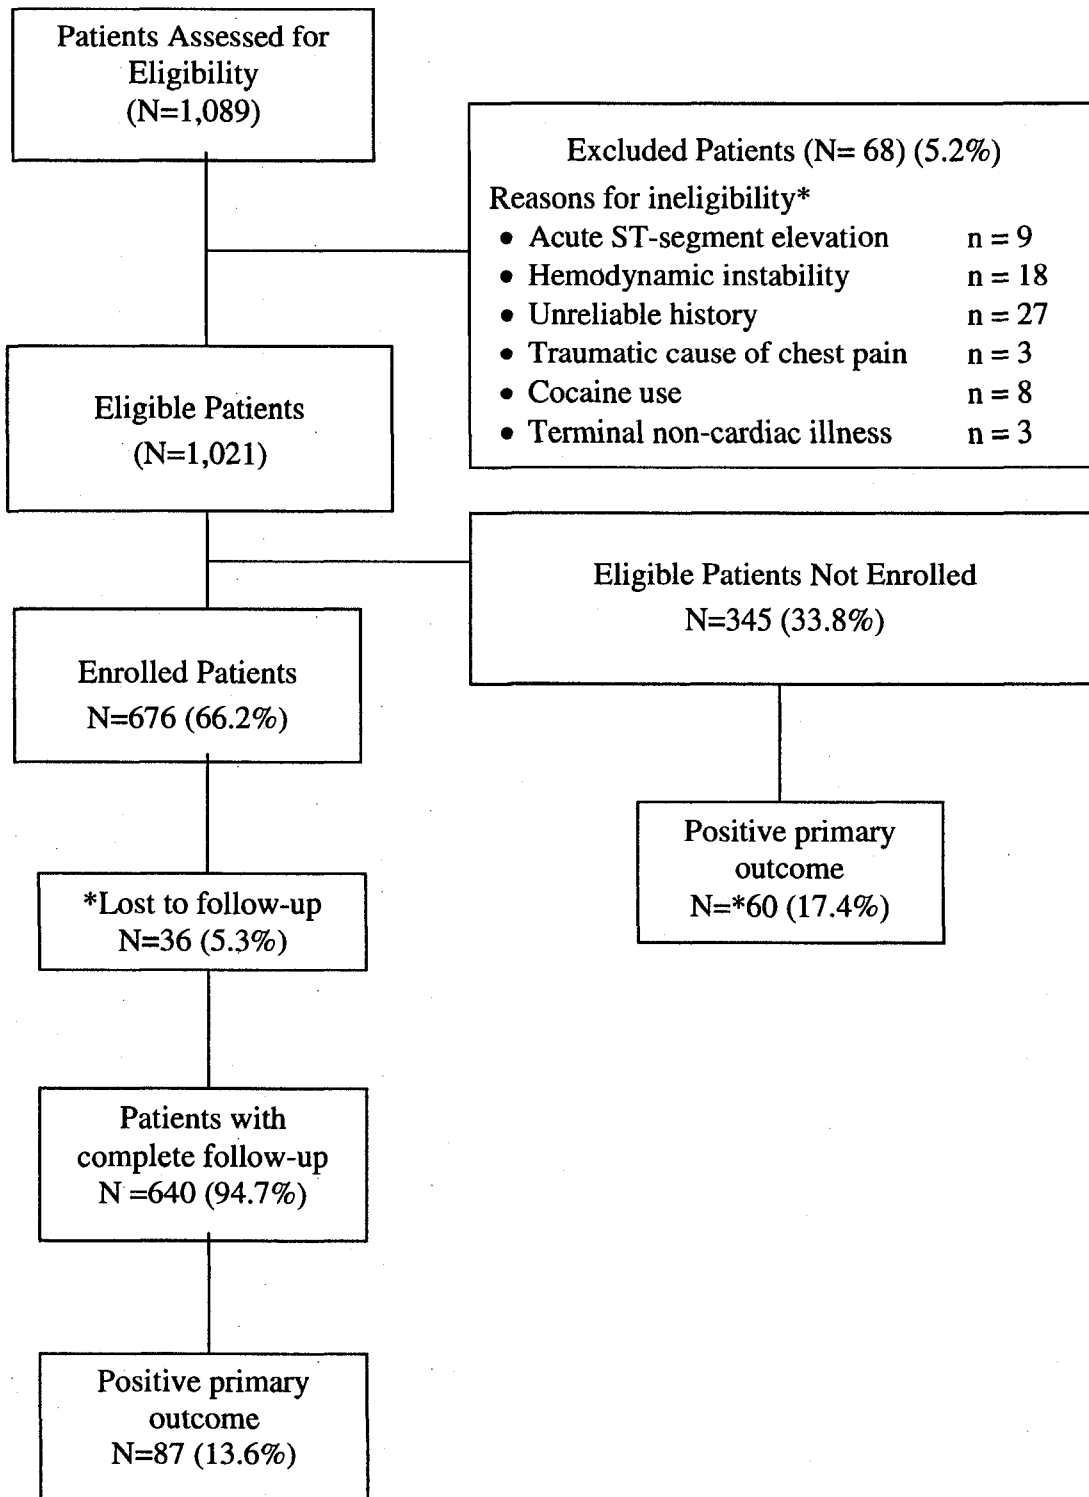 Patients Assessed for
Eligibility
(N=1,089)
Excluded Patients (N= 68) (5.2%)
Reasons for ineligibility*
• Acute ST-segment elevation n = 9
• Hemodynamic instability n = 18
• Unreliable history n = 27
• Traumatic cause of chest pain n = 3
• Cocaine use n = 8
• Terminal non-cardiac illness n = 3
Eligible Patients
(N=1,021)
Eligible Patients Not Enrolled
N=345 (33.8%)
Enrolled Patients
N=676 (66.2%)
Positive primary
outcome
N=*60 (17.4%)
*Lost to follow-up
N=36 (5.3%)
Patients with
complete follow-up
N =640 (94.7%)
Positive primary
outcome
N=87 (13.6%)